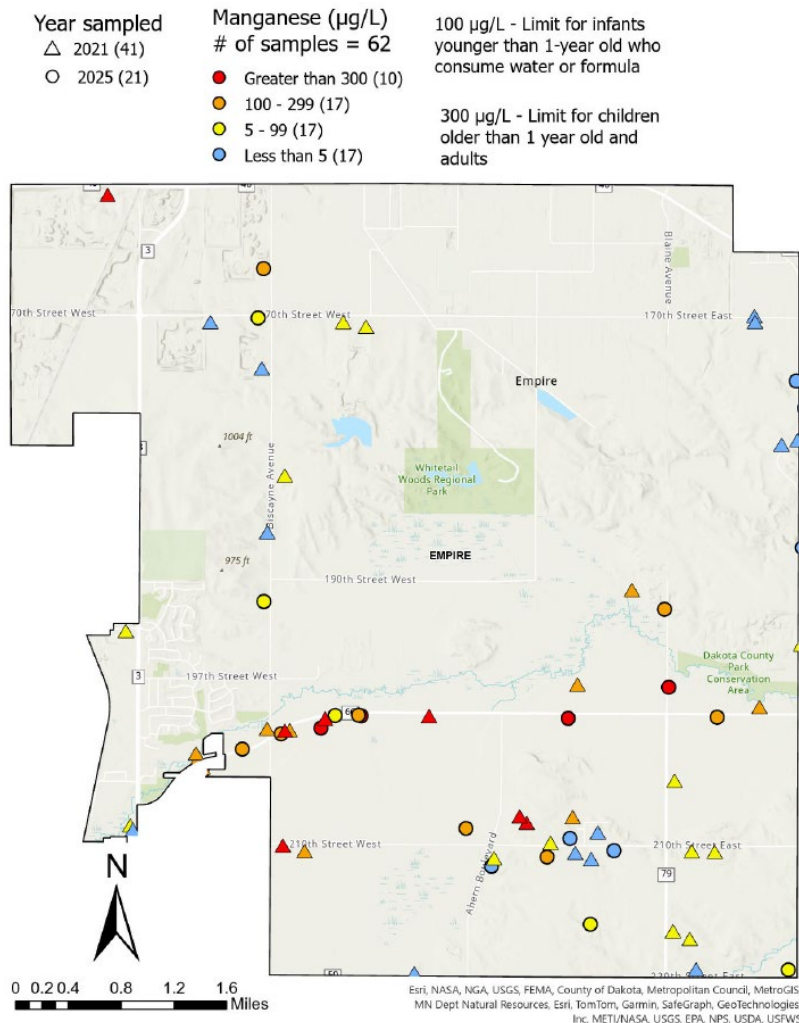 Year sampled
2021 (41)
2025 (21)
Manganese (µg/L)
# of samples = 62
Greater than 300 (10)
100 - 299 (17)
5 - 99 (17)
Less than 5 (17)
100 µg/L - Limit for infants
younger than 1-year old who
consume water or formula
300 µg/L - Limit for children
older than 1 year old and
adults
3
Blaine Avenue
70th Street West
70th Street West
170th Street East
Empire
1004 ft
Biscayne Avenue
Whitetail
Woods Regional
Park
EMPIRE
975 ft
190th Street West
197th Street West
3
Dakota County
Park
Conservation
Area
210th Street West
Ahern Boulevard
210th Street East
79
220th Street East
N
0 0.2 0.4 0.8 1.2 1.6
Miles
Esri, NASA, NGA, USGS, FEMA, County of Dakota, Metropolitan Council, MetroGIS
MN Dept Natural Resources, Esri, TomTom, Garmin, SafeGraph, GeoTechnologies
Inc, METI/NASA, USGS, EPA, NPS, USDA, USFWS